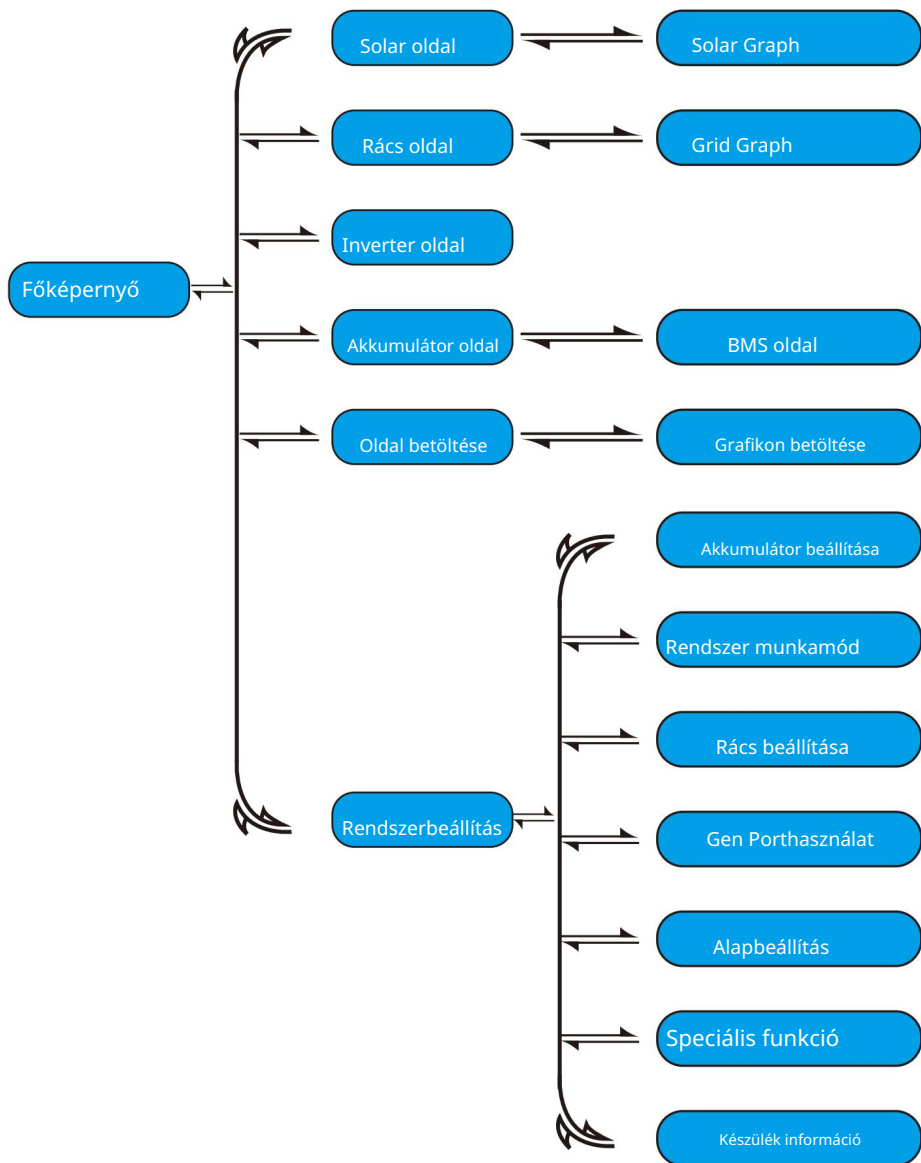 Solar oldal
Solar Graph
Rács oldal
Grid Graph
Inverter oldal
Főképernyő
Akkumulátor oldal
BMS oldal
Oldal betöltése
Grafikon betöltése
Akkumulátor beállítása
Rendszer munkamód
Rács beállítása
Rendszerbeállítás
Gen Porthasználat
Alapbeállítás
Speciális funkció
Készülék információ